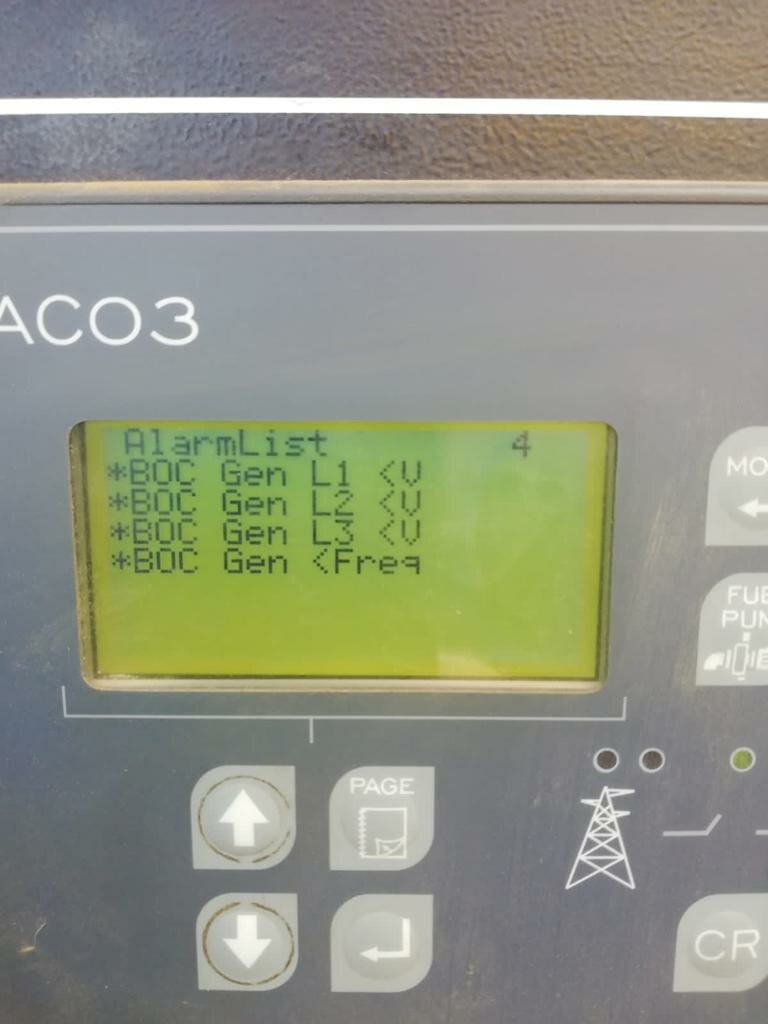 ACO3
AlarmList 4
*BOC Gen L1 <V
*BOC Gen L2 <V
*BOC Gen L3 <V
*BOC Gen <Freq
PAGE
CR